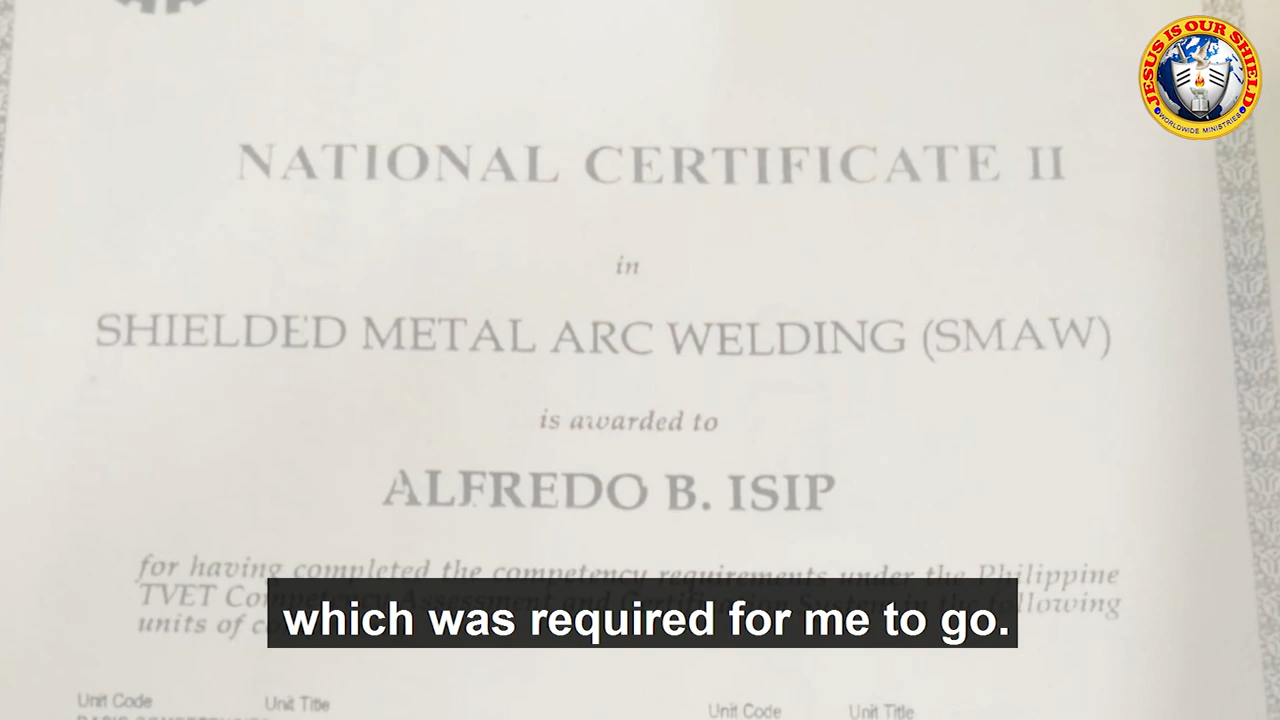 JESUS IS OUR SHIELD
WORLDWIDE MINISTRIES
NATIONAL CERTIFICATE II
in
SHIELDED METAL ARC WELDING (SMAW)
is awarded to
ALFREDO B. ISIP
for having completed the competency requirements under the Philippine
TVET Competency Assessment and Certification System in the following
units of
which was required for me to go.
Unit Code Unit Title Unit Code Unit Title